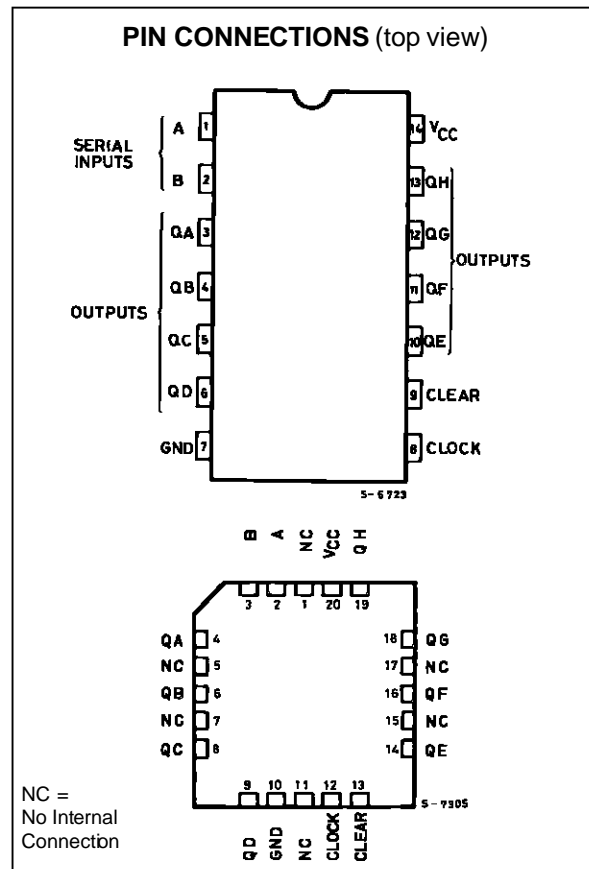 PIN CONNECTIONS (top view)
A 1
14 VCC
SERIAL
INPUTS
B 2
13 QH
QA 3
12 QG
OUTPUTS
QB 4
11 QF
OUTPUTS
QC 5
10 QE
QD 6
9 CLEAR
GND 7
8 CLOCK
S-6723
B A NC VCC QH
3 2 1 20 19
QA 4
18 QG
NC 5
17 NC
QB 6
16 QF
NC 7
15 NC
QC 8
14 QE
9 10 11 12 13
S-7305
QD GND NC CLOCK CLEAR
NC =
No Internal
Connection